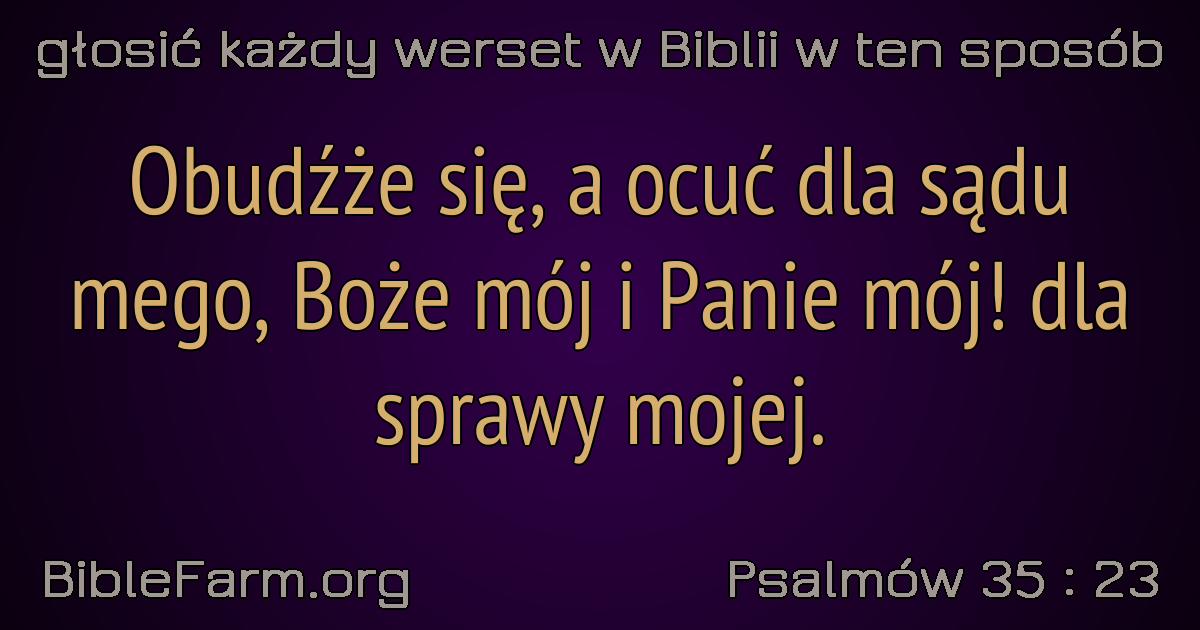 głosić każdy werset w Biblii w ten sposób
Obudźże się, a ocuć dla sądu
mego, Boże mój i Panie mój! dla
sprawy mojej.
BibleFarm.org
Psalmów 35 : 23